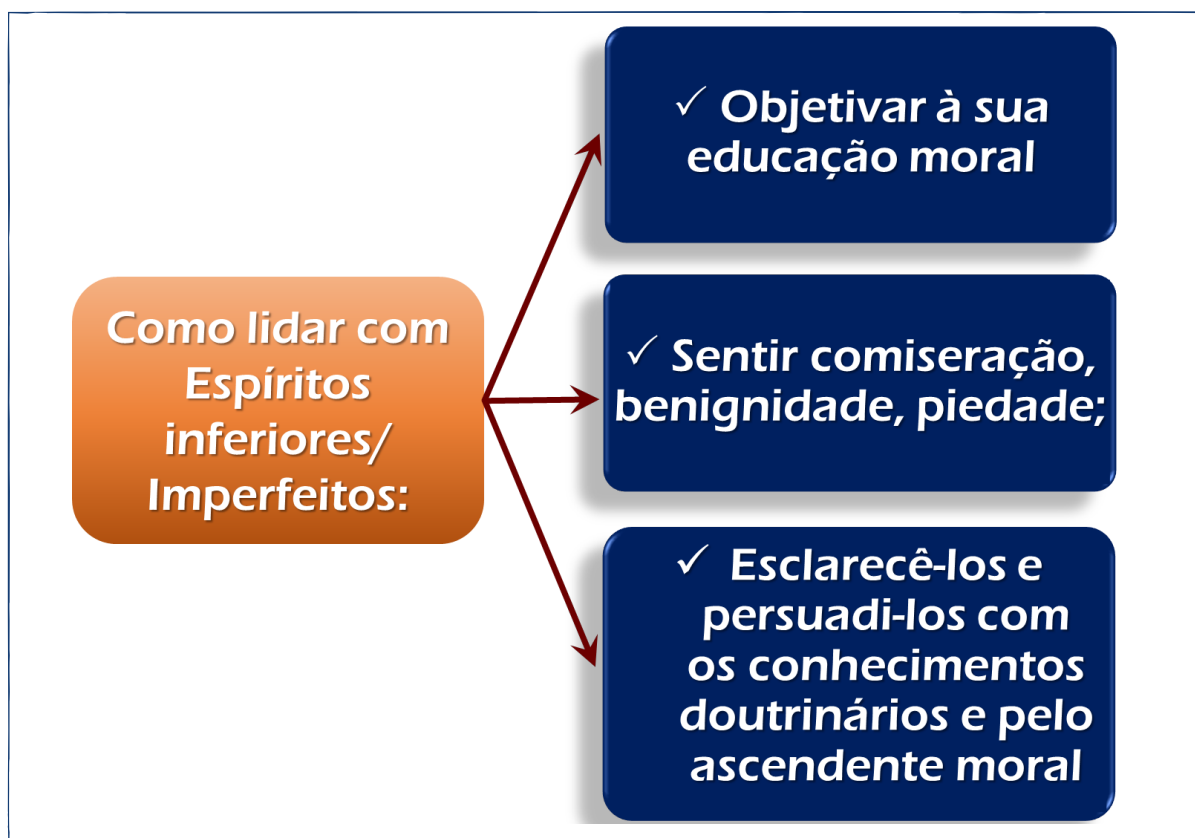 Como lidar com
Espíritos
inferiores/
Imperfeitos:
✓ Objetivar à sua
educação moral
✓ Sentir comiseração,
benignidade, piedade;
✓ Esclarecê-los e
persuadi-los com
os conhecimentos
doutrinários e pelo
ascendente moral